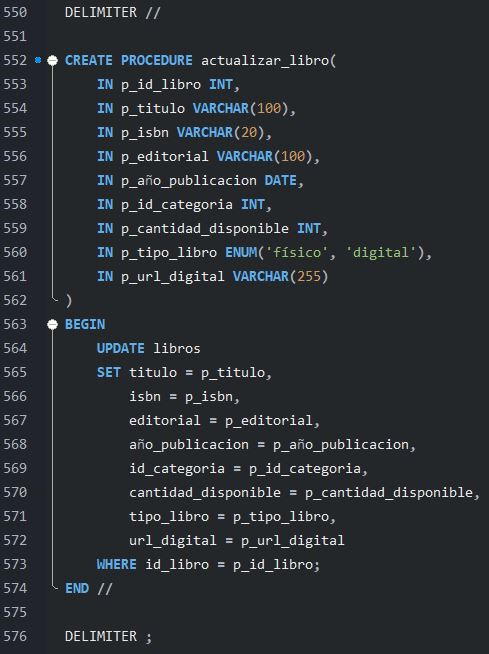 550 DELIMITER //
551
552 CREATE PROCEDURE actualizar_libro(
553     IN p_id_libro INT,
554     IN p_titulo VARCHAR(100),
555     IN p_isbn VARCHAR(20),
556     IN p_editorial VARCHAR(100),
557     IN p_año_publicacion DATE,
558     IN p_id_categoria INT,
559     IN p_cantidad_disponible INT,
560     IN p_tipo_libro ENUM('físico', 'digital'),
561     IN p_url_digital VARCHAR(255)
562 )
563 BEGIN
564     UPDATE libros
565     SET titulo = p_titulo,
566         isbn = p_isbn,
567         editorial = p_editorial,
568         año_publicacion = p_año_publicacion,
569         id_categoria = p_id_categoria,
570         cantidad_disponible = p_cantidad_disponible,
571         tipo_libro = p_tipo_libro,
572         url_digital = p_url_digital
573     WHERE id_libro = p_id_libro;
574 END //
575
576 DELIMITER ;